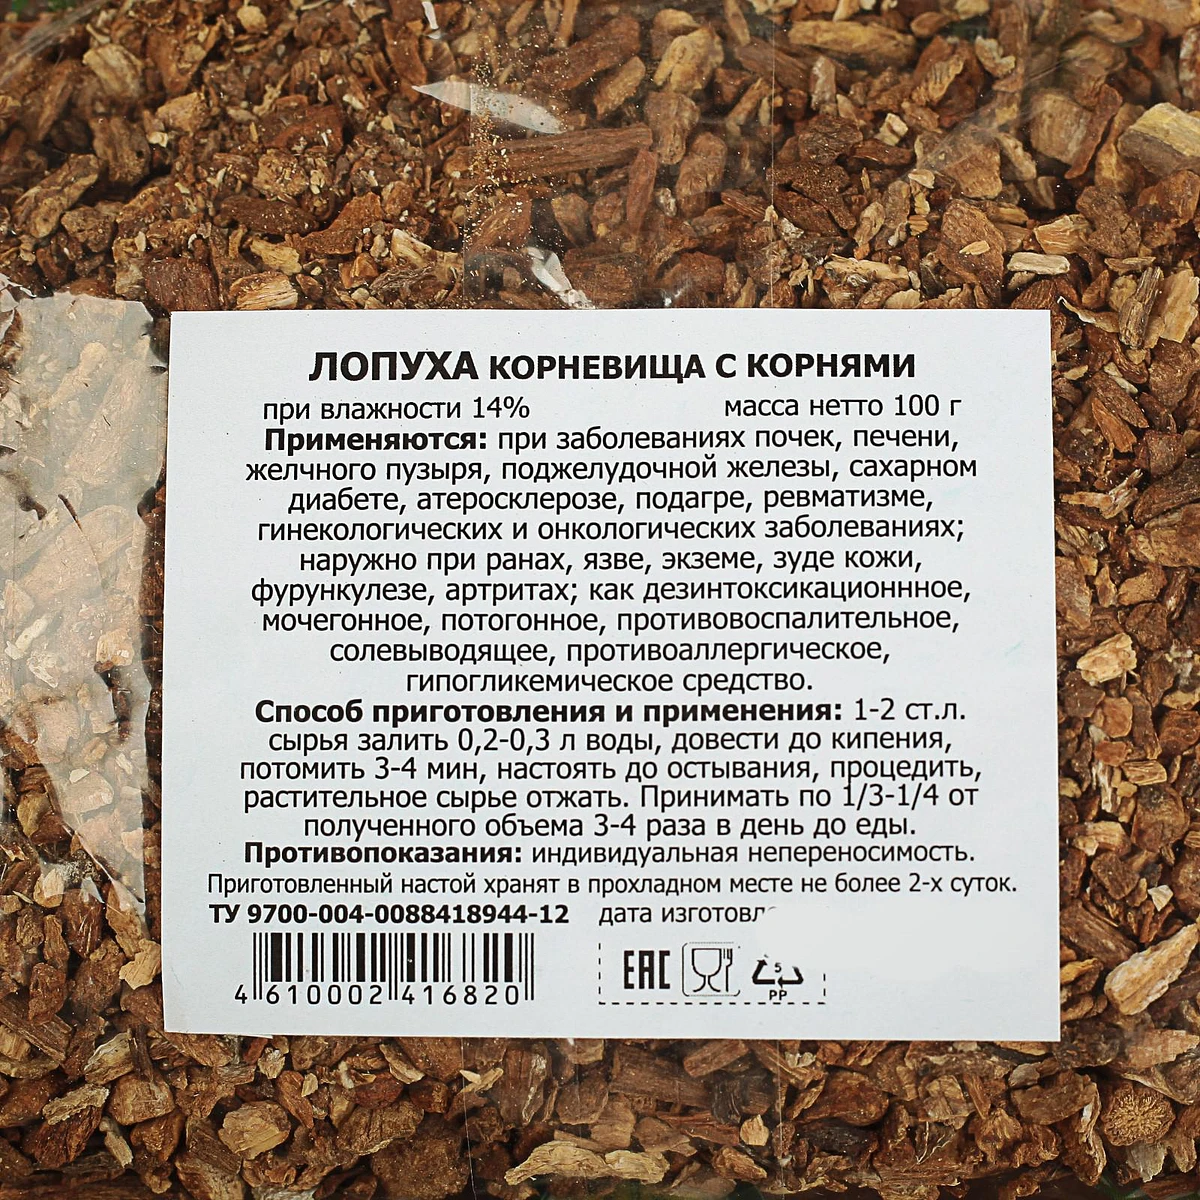 ЛОПУХА КОРНЕВИЩА С КОРНЯМИ
при влажности 14% масса нетто 100 г
Применяются: при заболеваниях почек, печени,
желчного пузыря, поджелудочной железы, сахарном
диабете, атеросклерозе, подагре, ревматизме,
гинекологических и онкологических заболеваниях;
наружно при ранах, язве, экземе, зуде кожи,
фурункулезе, артритах; как дезинтоксикационнное,
мочегонное, потогонное, противовоспалительное,
солевыводящее, противоаллергическое,
гипогликемическое средство.
Способ приготовления и применения: 1-2 ст.л.
сырья залить 0,2-0,3 л воды, довести до кипения,
потомить 3-4 мин, настоять до остывания, процедить,
растительное сырье отжать. Принимать по 1/3-1/4 от
полученного объема 3-4 раза в день до еды.
Противопоказания: индивидуальная непереносимость.
Приготовленный настой хранят в прохладном месте не более 2-х суток.
ТУ 9700-004-0088418944-12 дата
EAC 5
PP
4 610002 416820